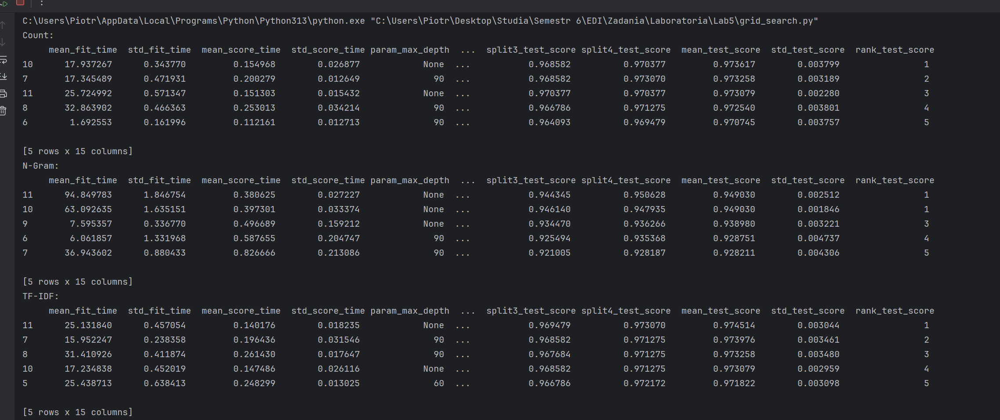 C:\Users\Piotr\AppData\Local\Programs\Python\Python313\python.exe "C:\Users\Piotr\Desktop\Studia\Semestr 6\EDI\Zadania\Laboratoria\Lab5\grid_search.py"
Count:
mean_fit_time std_fit_time mean_score_time std_score_time param_max_depth ... split3_test_score split4_test_score mean_test_score std_test_score rank_test_score
10 17.937267 0.343770 0.154968 0.026877 None ... 0.968582 0.970377 0.973617 0.003799 1
7 17.345489 0.471931 0.200279 0.012649 90 ... 0.968582 0.973070 0.973258 0.003189 2
11 25.724992 0.571347 0.151303 0.015432 None ... 0.970377 0.970377 0.973079 0.002280 3
8 32.863902 0.466363 0.253013 0.034214 90 ... 0.966786 0.971275 0.972540 0.003801 4
6 1.692553 0.161996 0.112161 0.012713 90 ... 0.964093 0.969479 0.970745 0.003757 5
[5 rows x 15 columns]
N-Gram:
mean_fit_time std_fit_time mean_score_time std_score_time param_max_depth ... split3_test_score split4_test_score mean_test_score std_test_score rank_test_score
11 94.849783 1.846754 0.380625 0.027227 None ... 0.944345 0.950628 0.949030 0.002512 1
10 63.092635 1.635151 0.397301 0.033374 None ... 0.946140 0.947935 0.949030 0.001846 1
9 7.595357 0.336770 0.496689 0.159212 None ... 0.934470 0.936266 0.938980 0.003221 3
6 6.061857 1.331968 0.587655 0.204747 90 ... 0.925494 0.935368 0.928751 0.004737 4
7 36.943602 0.880433 0.826666 0.213086 90 ... 0.921005 0.928187 0.928211 0.004306 5
[5 rows x 15 columns]
TF-IDF:
mean_fit_time std_fit_time mean_score_time std_score_time param_max_depth ... split3_test_score split4_test_score mean_test_score std_test_score rank_test_score
11 25.131840 0.457054 0.140176 0.018235 None ... 0.969479 0.973070 0.974514 0.003044 1
7 15.952247 0.238358 0.196436 0.031546 90 ... 0.968582 0.971275 0.973976 0.003461 2
8 31.410926 0.411874 0.261430 0.017647 90 ... 0.967684 0.971275 0.973258 0.003480 3
10 17.234838 0.452019 0.147486 0.026116 None ... 0.968582 0.971275 0.973079 0.002959 4
5 25.438713 0.638413 0.248299 0.013025 60 ... 0.966786 0.972172 0.971822 0.003098 5
[5 rows x 15 columns]